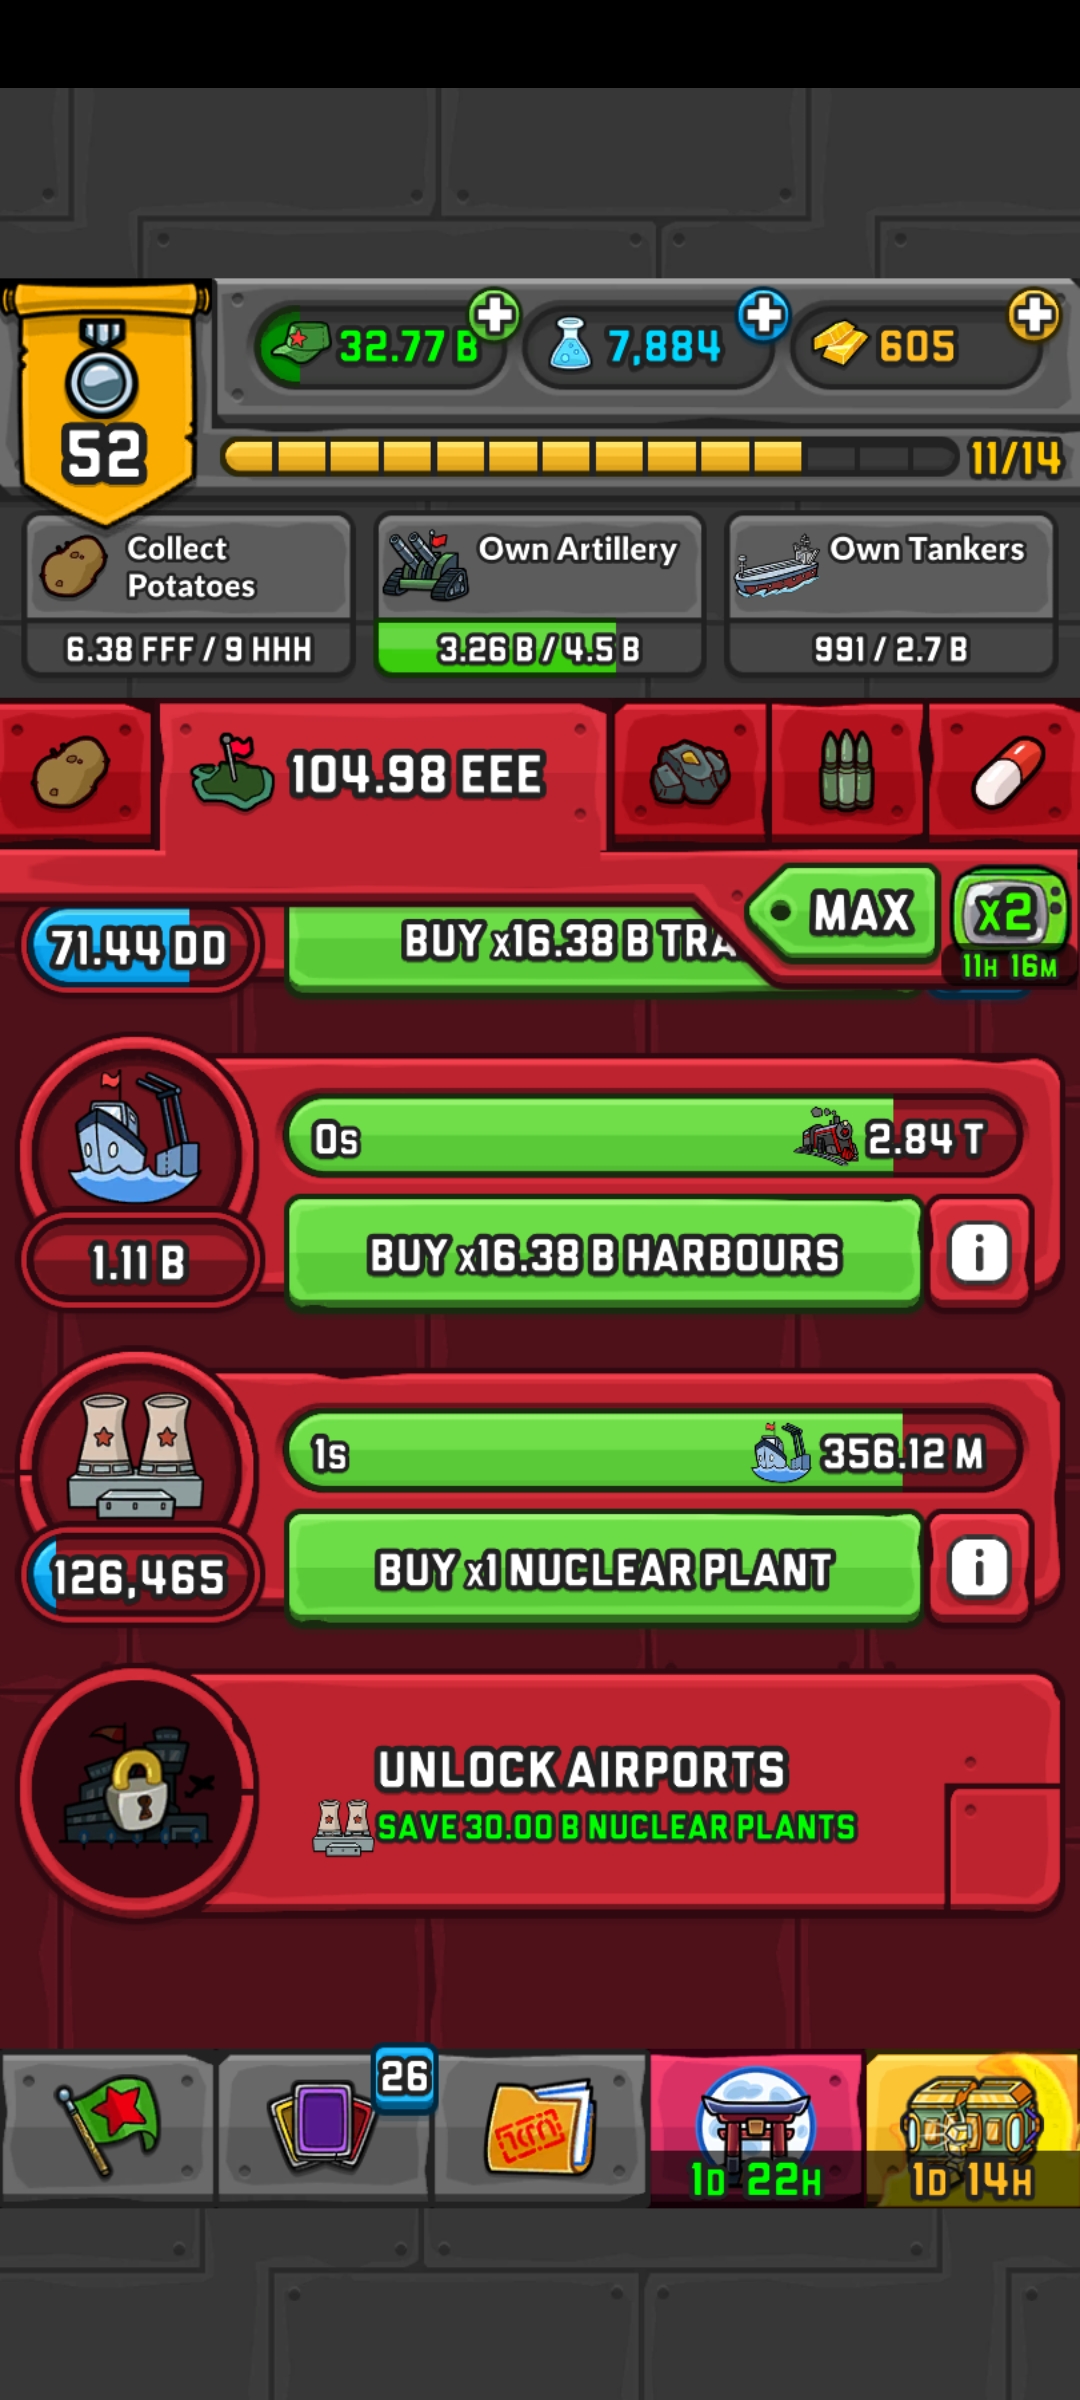 32.77 B
7,884
605
52
11/14
Collect
Potatoes
6.38 FFF / 9 HHH
Own Artillery
3.26 B / 4.5 B
Own Tankers
991 / 2.7 B
104.98 EEE
MAX
x2
11H 16M
71.44 DD
BUY x16.38 B TRA
0s
2.84 T
1.11 B
BUY x16.38 B HARBOURS
i
1s
356.12 M
126,465
BUY x1 NUCLEAR PLANT
i
UNLOCK AIRPORTS
SAVE 30.00 B NUCLEAR PLANTS
26
1D 22H
1D 14H